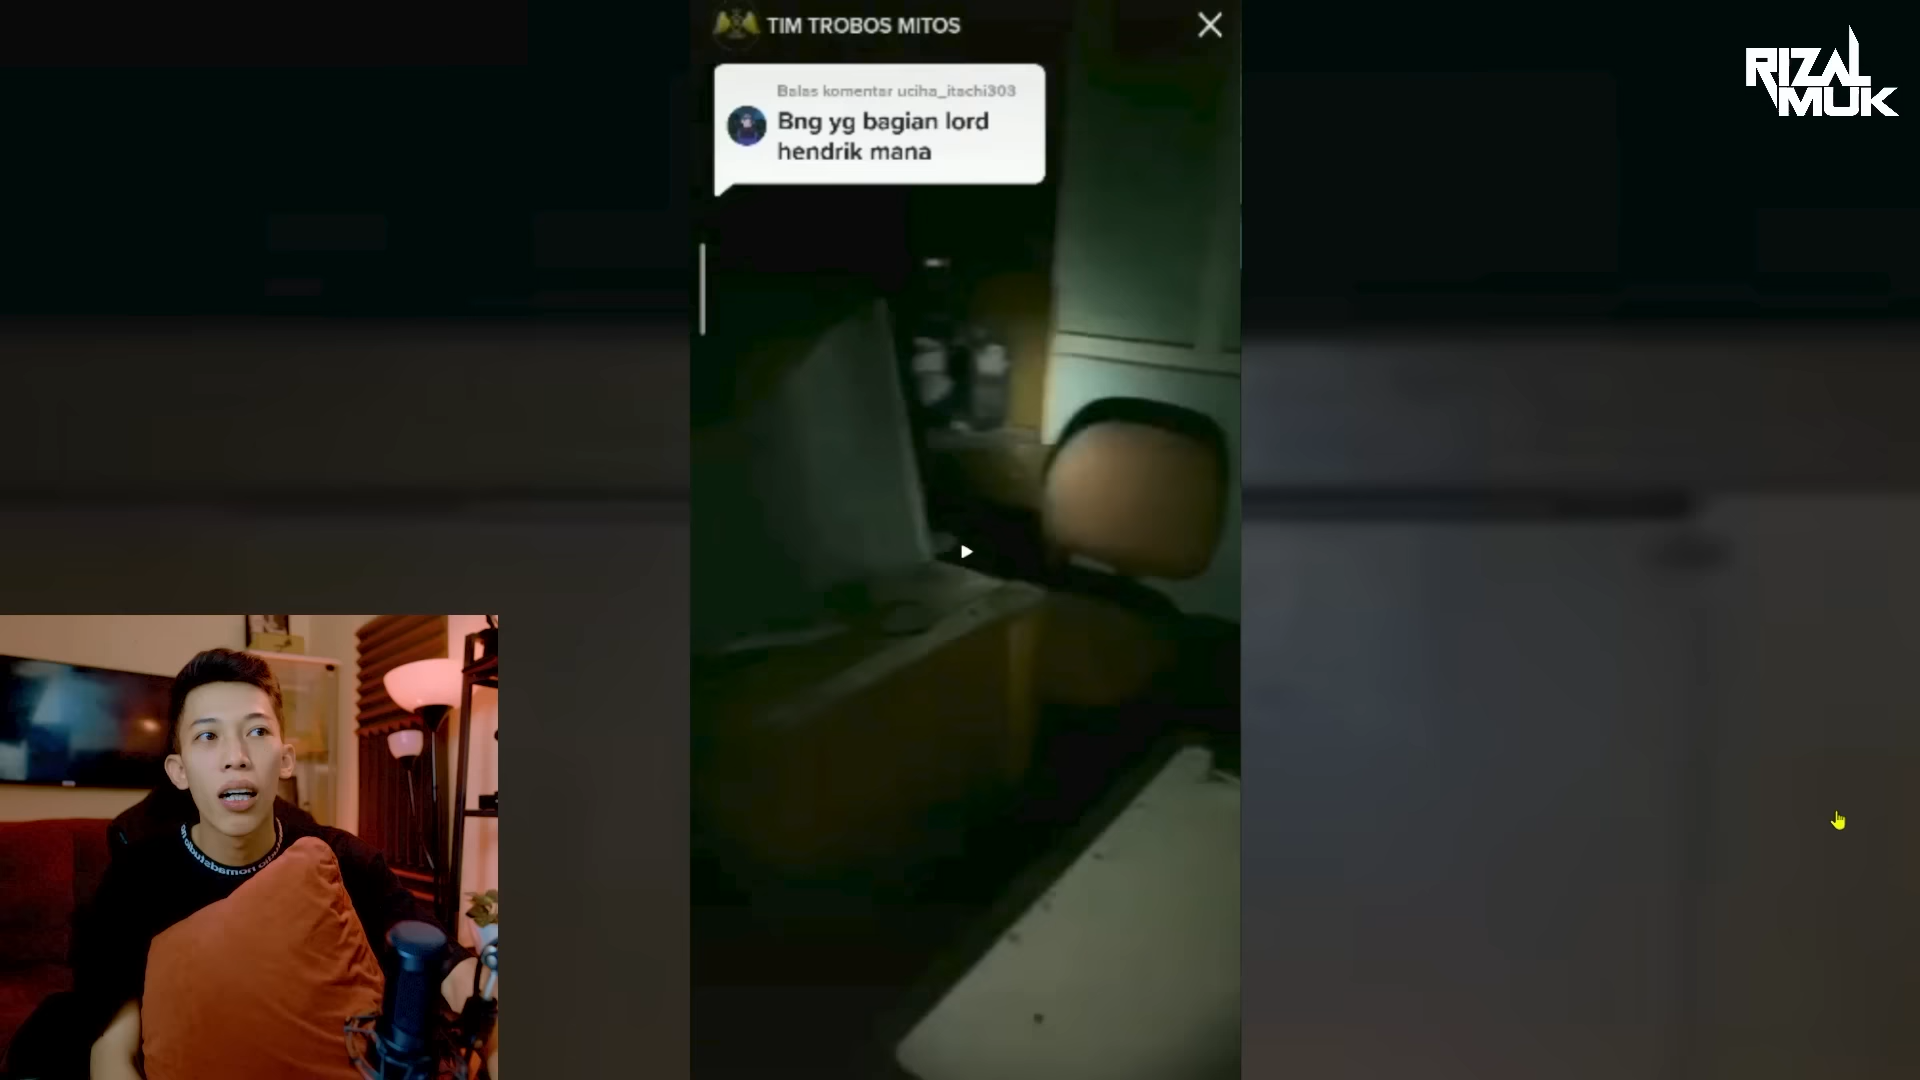 TIM TROBOS MITOS
RIZAL
MUK
Balas komentar uciha_itachi303
Bng yg bagian lord
hendrik mana